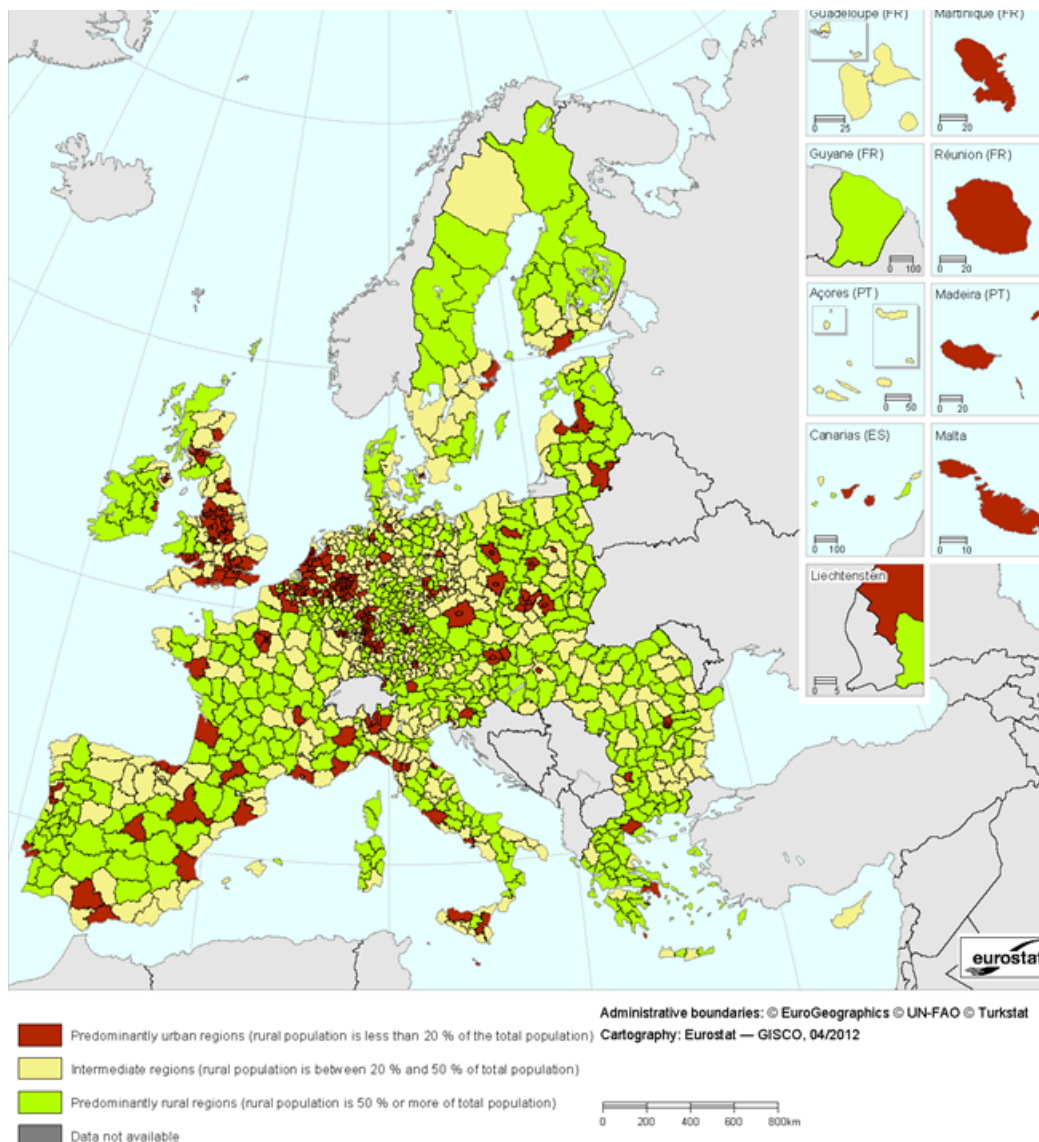 Guadeloupe (FR)
0 25
Martinique (FR)
0 20
Guyane (FR)
0 100
Réunion (FR)
0 20
Açores (PT)
0 50
Madeira (PT)
0 20
Canarias (ES)
0 100
Malta
0 10
Liechtenstein
0 5
eurostat
Administrative boundaries: © EuroGeographics © UN-FAO © Turkstat
Cartography: Eurostat — GISCO, 04/2012
Predominantly urban regions (rural population is less than 20 % of the total population)
Intermediate regions (rural population is between 20 % and 50 % of total population)
Predominantly rural regions (rural population is 50 % or more of total population)
Data not available
0 200 400 600 800km